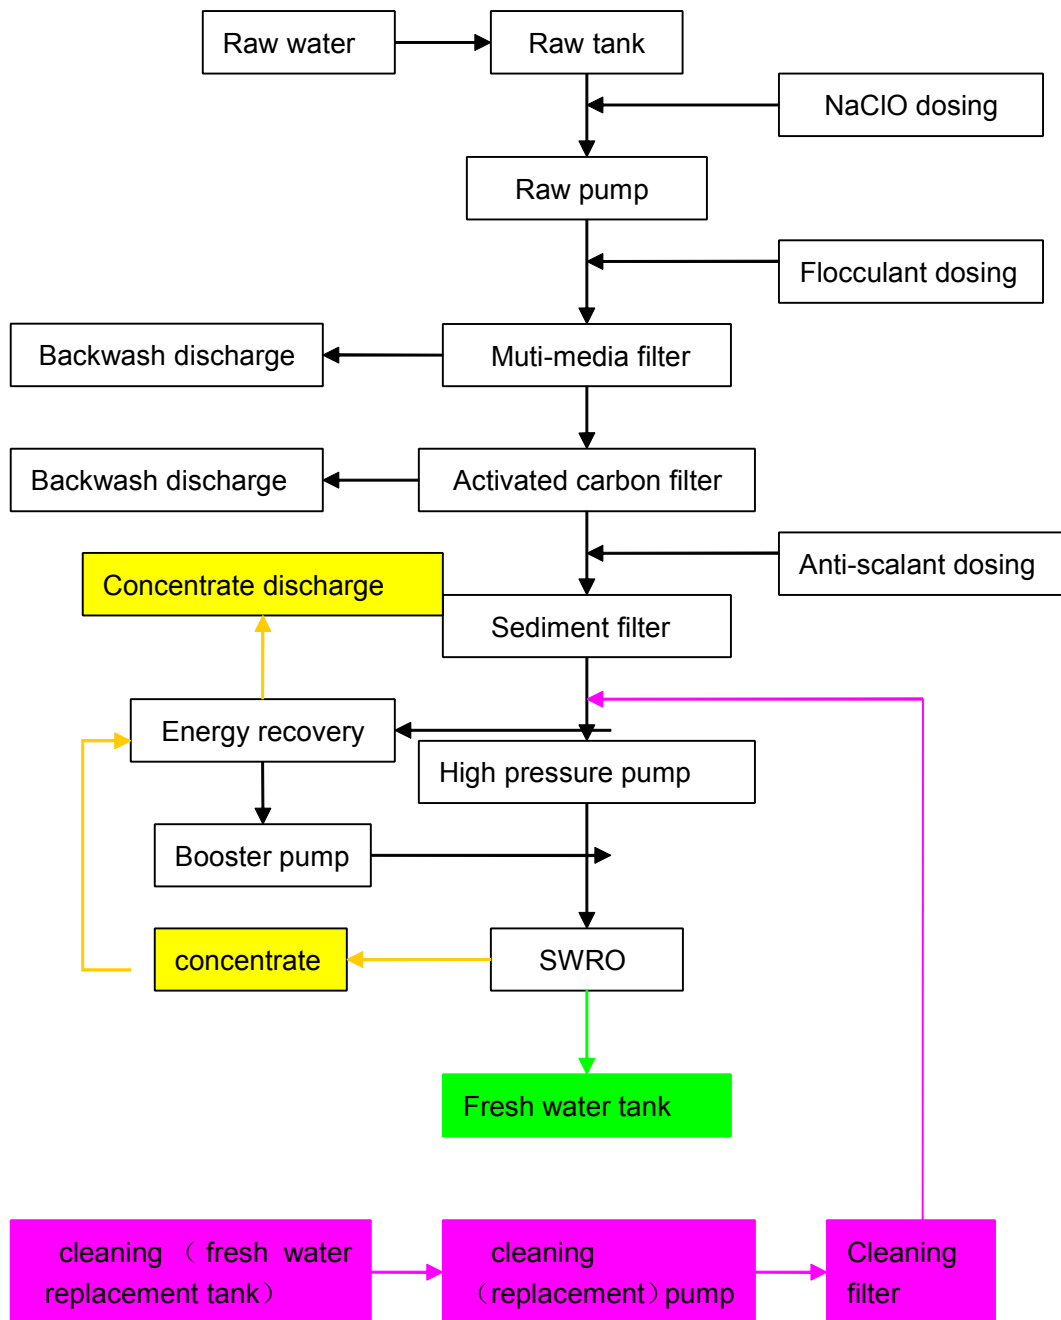 Raw water
Raw tank
NaClO dosing
Raw pump
Flocculant dosing
Backwash discharge
Muti-media filter
Backwash discharge
Activated carbon filter
Anti-scalant dosing
Concentrate discharge
Sediment filter
Energy recovery
High pressure pump
Booster pump
concentrate
SWRO
Fresh water tank
cleaning（fresh water
replacement tank）
cleaning
（replacement）pump
Cleaning
filter